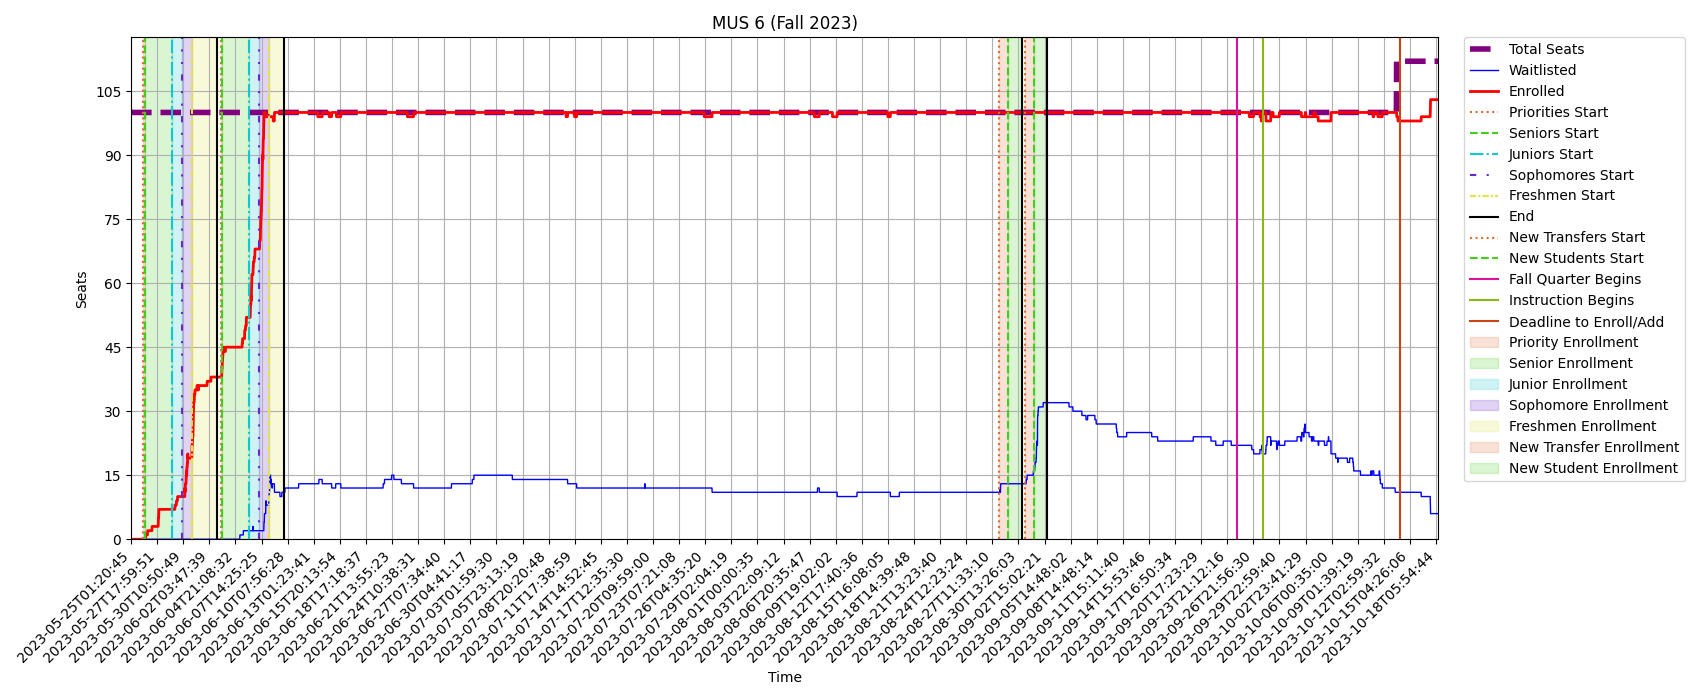 MUS 6 (Fall 2023)
Seats
105
90
75
60
45
30
15
0
2023-05-25T01:20:45
2023-05-27T17:59:51
2023-05-30T10:50:49
2023-06-02T03:47:39
2023-06-04T21:08:32
2023-06-07T14:25:25
2023-06-10T07:56:28
2023-06-13T01:23:41
2023-06-15T20:13:54
2023-06-18T17:18:37
2023-06-21T13:55:23
2023-06-24T10:38:31
2023-06-27T07:34:40
2023-06-30T04:41:17
2023-07-03T01:59:30
2023-07-05T23:13:19
2023-07-08T20:20:48
2023-07-11T17:38:59
2023-07-14T14:52:45
2023-07-17T12:35:30
2023-07-20T09:59:00
2023-07-23T07:21:08
2023-07-26T04:35:20
2023-07-29T02:04:19
2023-08-01T00:00:35
2023-08-03T22:09:12
2023-08-06T20:35:47
2023-08-09T19:02:02
2023-08-12T17:40:36
2023-08-15T16:08:05
2023-08-18T14:39:48
2023-08-21T13:23:40
2023-08-24T12:23:24
2023-08-27T11:33:16
2023-08-30T13:26:03
2023-09-02T15:02:21
2023-09-05T14:48:02
2023-09-08T14:48:14
2023-09-11T15:11:40
2023-09-14T15:53:46
2023-09-17T16:50:34
2023-09-20T17:23:29
2023-09-23T21:12:16
2023-09-26T21:56:30
2023-09-29T22:59:40
2023-10-02T23:41:29
2023-10-06T00:35:00
2023-10-09T01:39:19
2023-10-12T02:59:32
2023-10-15T04:26:06
2023-10-18T05:54:44
Time
Total Seats
Waitlisted
Enrolled
Priorities Start
Seniors Start
Juniors Start
Sophomores Start
Freshmen Start
End
New Transfers Start
New Students Start
Fall Quarter Begins
Instruction Begins
Deadline to Enroll/Add
Priority Enrollment
Senior Enrollment
Junior Enrollment
Sophomore Enrollment
Freshmen Enrollment
New Transfer Enrollment
New Student Enrollment